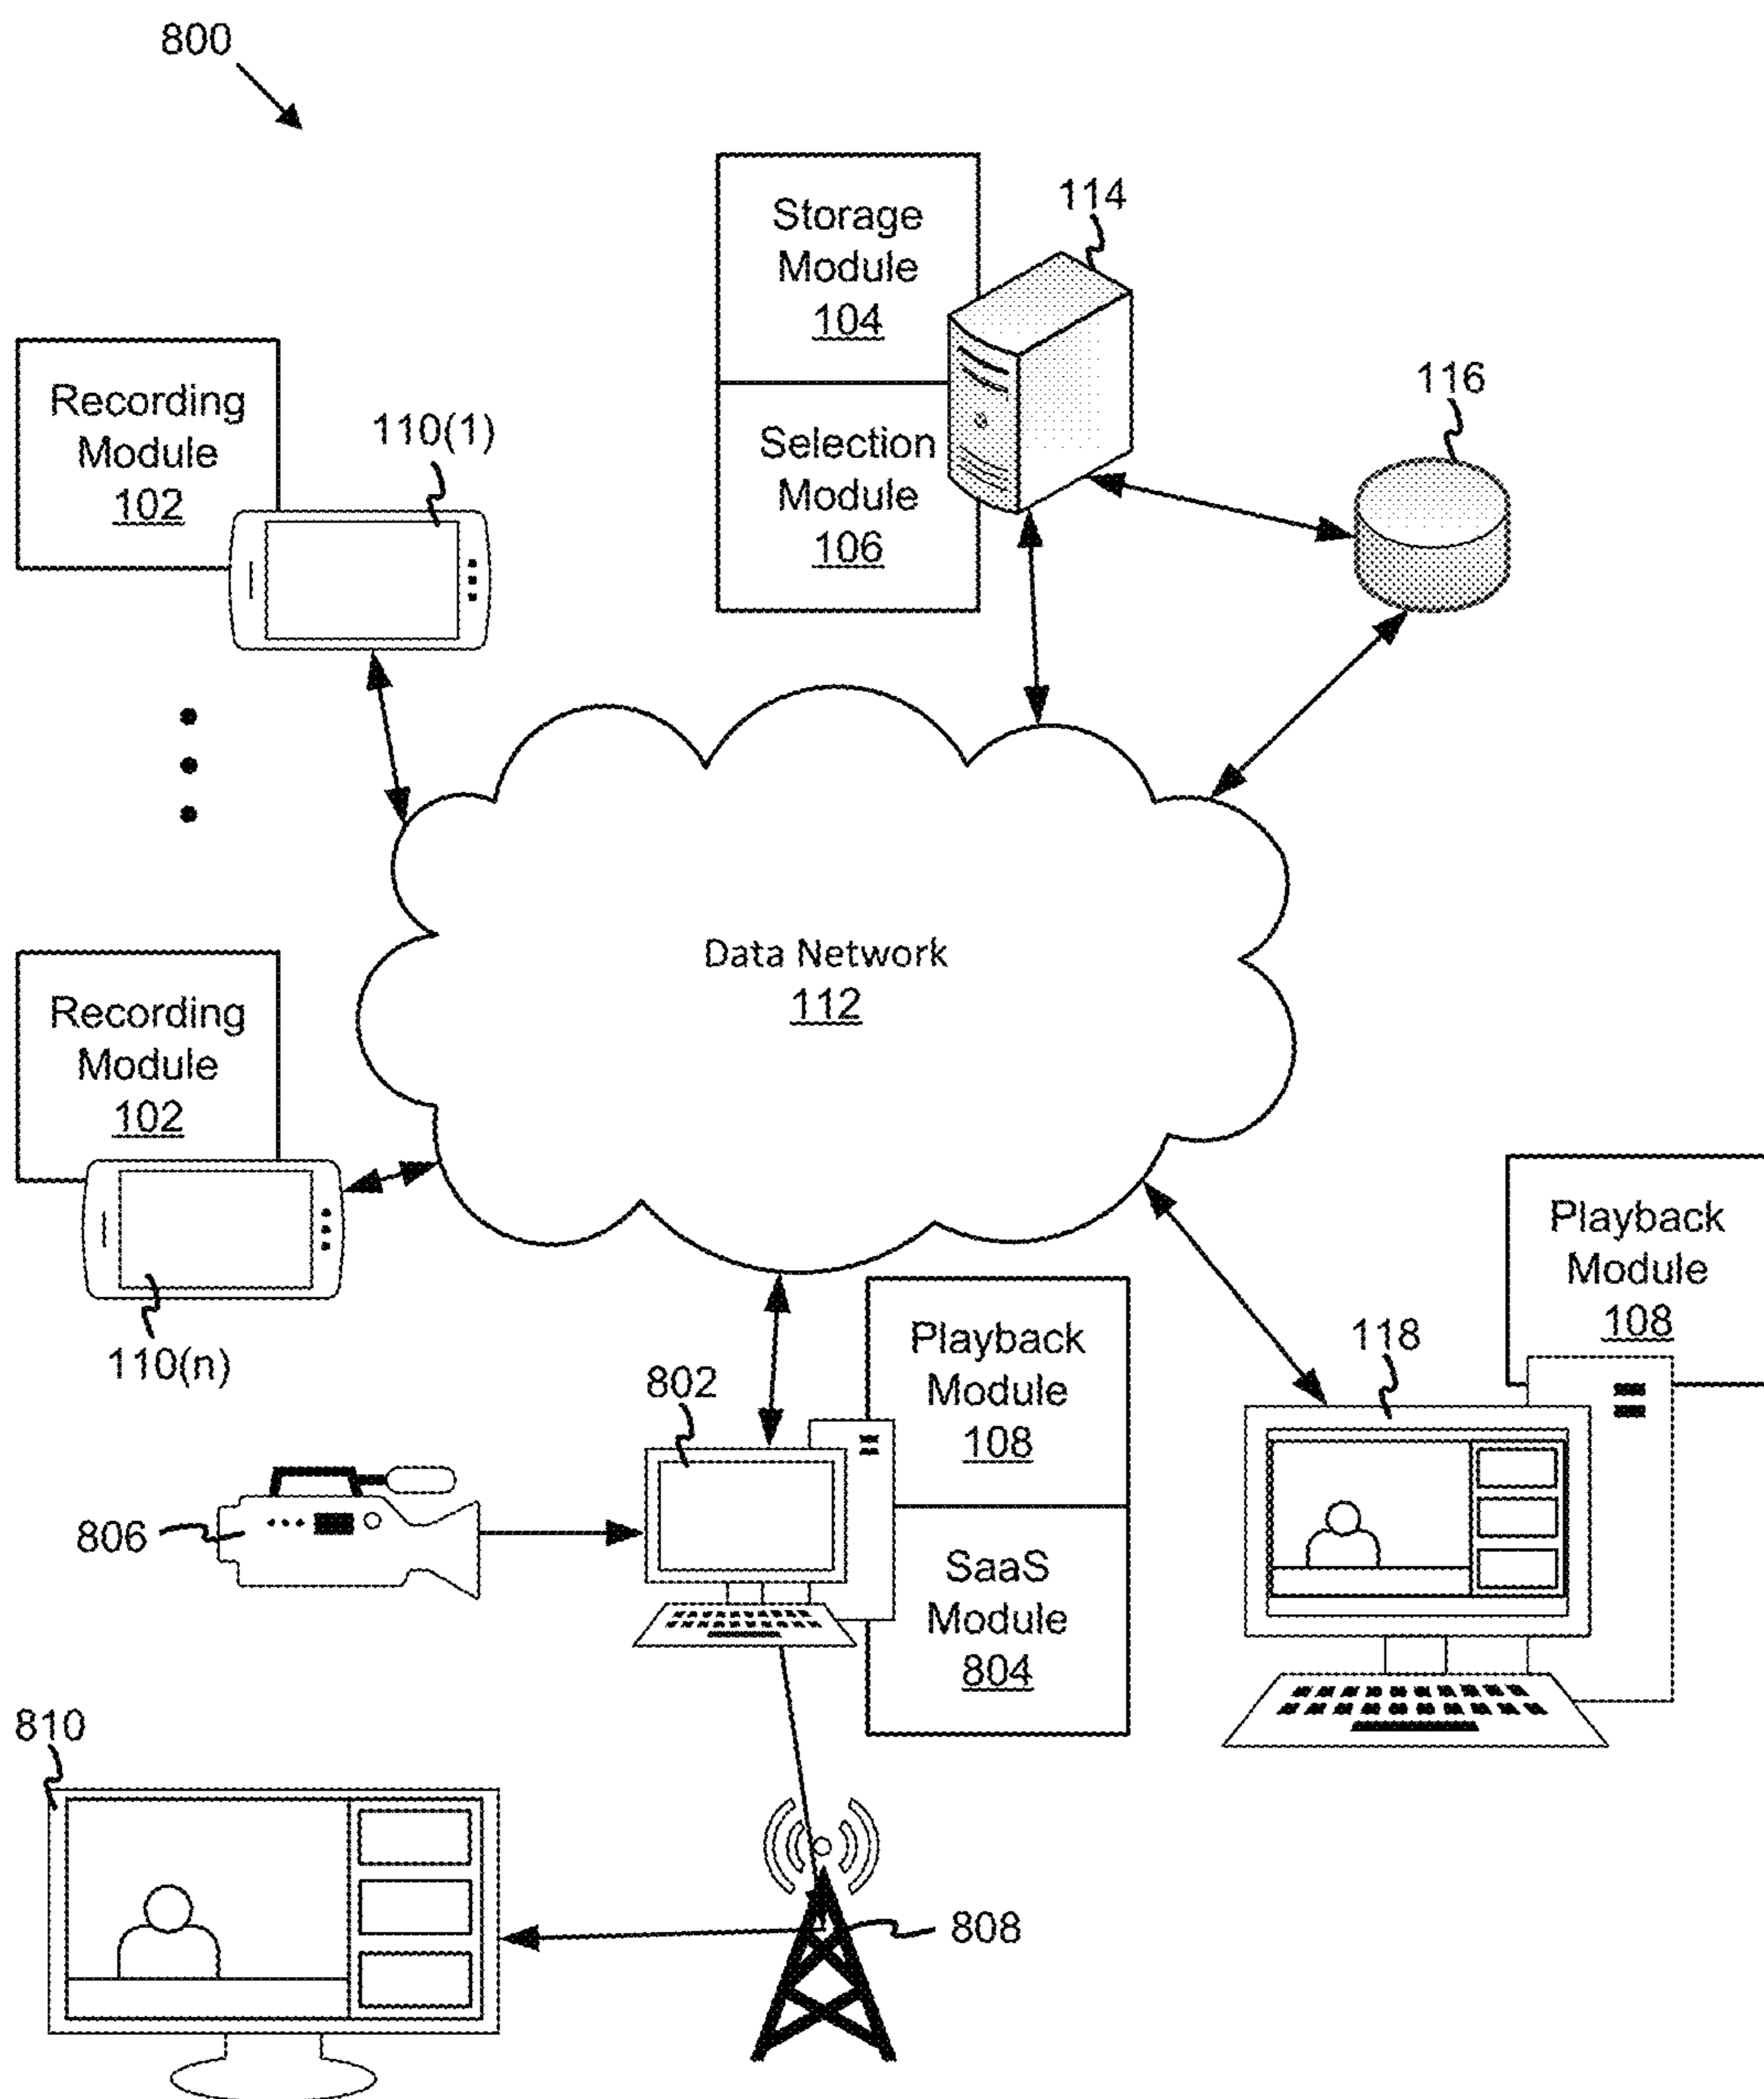 800
Storage
Module
104
114
Selection
Module
106
116
Recording
Module
102
110(1)
Data Network
112
Recording
Module
102
110(n)
Playback
Module
108
118
802
Playback
Module
108
806
SaaS
Module
804
810
808